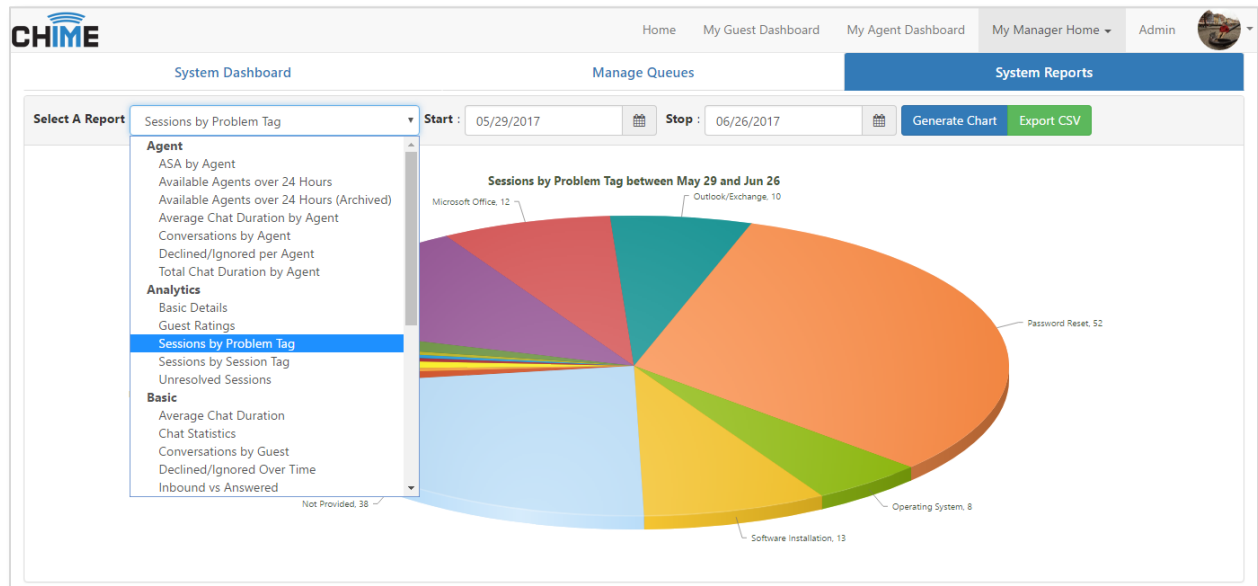 CHIME
Home My Guest Dashboard My Agent Dashboard My Manager Home Admin
System Dashboard Manage Queues System Reports
Select A Report Sessions by Problem Tag Start : 05/29/2017 Stop : 06/26/2017 Generate Chart Export CSV
Agent
ASA by Agent
Available Agents over 24 Hours
Available Agents over 24 Hours (Archived)
Average Chat Duration by Agent
Conversations by Agent
Declined/Ignored per Agent
Total Chat Duration by Agent
Analytics
Basic Details
Guest Ratings
Sessions by Problem Tag
Sessions by Session Tag
Unresolved Sessions
Basic
Average Chat Duration
Chat Statistics
Conversations by Guest
Declined/Ignored Over Time
Inbound vs Answered
Sessions by Problem Tag between May 29 and Jun 26
Microsoft Office, 12
Outlook/Exchange, 10
Password Reset, 52
Operating System, 8
Software Installation, 13
Not Provided, 38